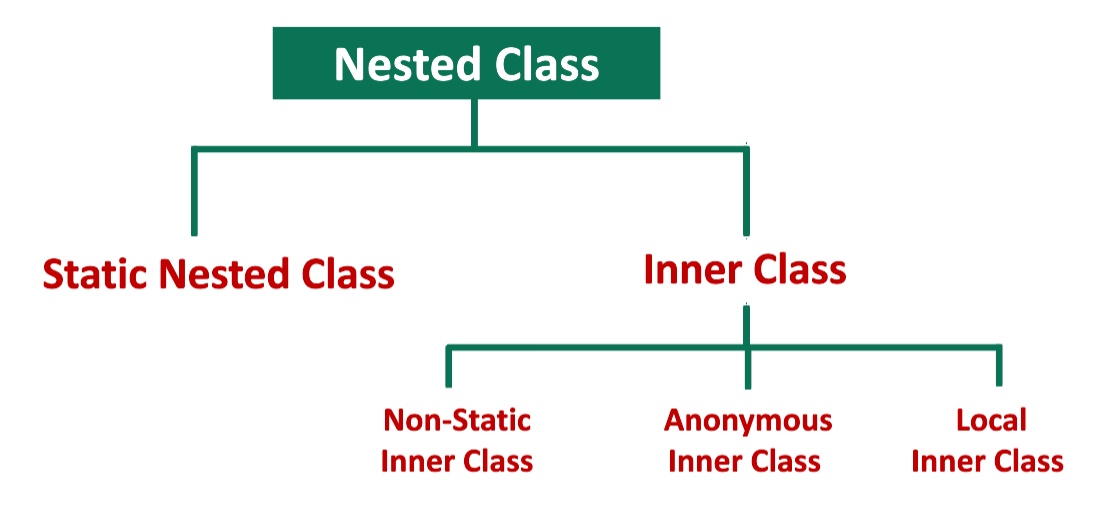 Nested Class
Static Nested Class
Inner Class
Non-Static
Inner Class
Anonymous
Inner Class
Local
Inner Class